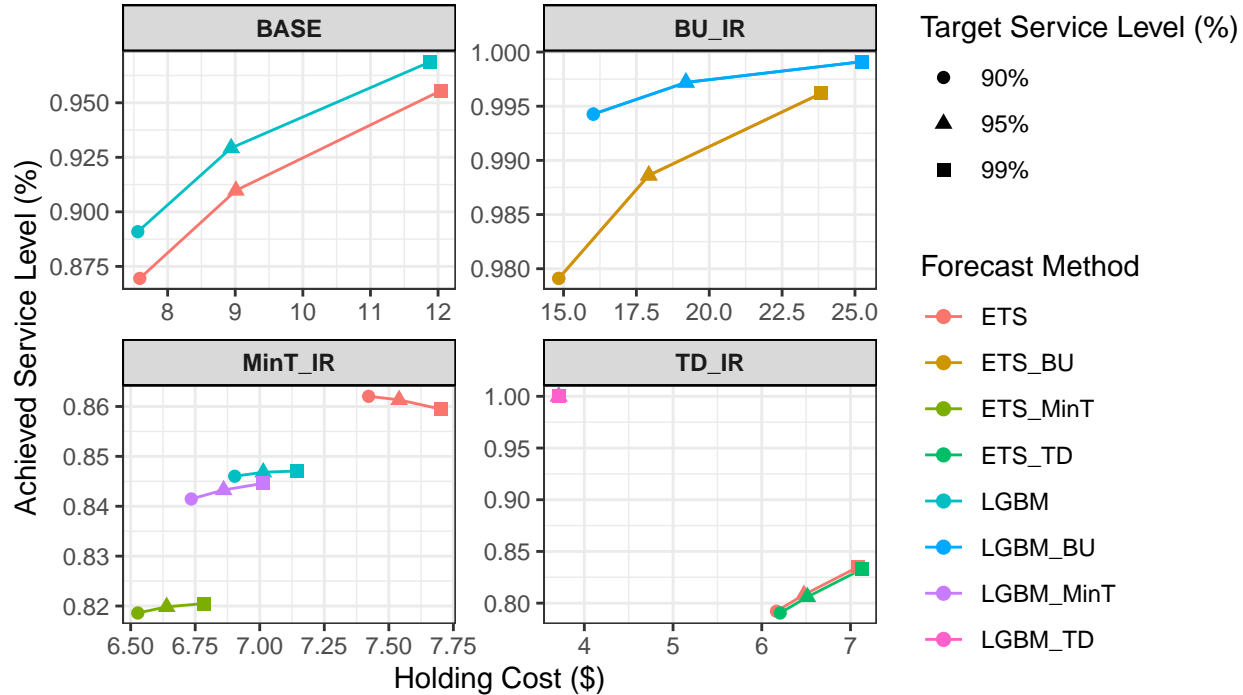 BASE
BU_IR
0.950
0.925
0.900
0.875
8 9 10 11 12
1.000
0.995
0.990
0.985
0.980
15.0 17.5 20.0 22.5 25.0
MinT_IR
TD_IR
0.86
0.85
0.84
0.83
0.82
6.50 6.75 7.00 7.25 7.50 7.75
1.00
0.95
0.90
0.85
0.80
4 5 6 7
Achieved Service Level (%)
Holding Cost ($)
Target Service Level (%)
90%
95%
99%
Forecast Method
ETS
ETS_BU
ETS_MinT
ETS_TD
LGBM
LGBM_BU
LGBM_MinT
LGBM_TD